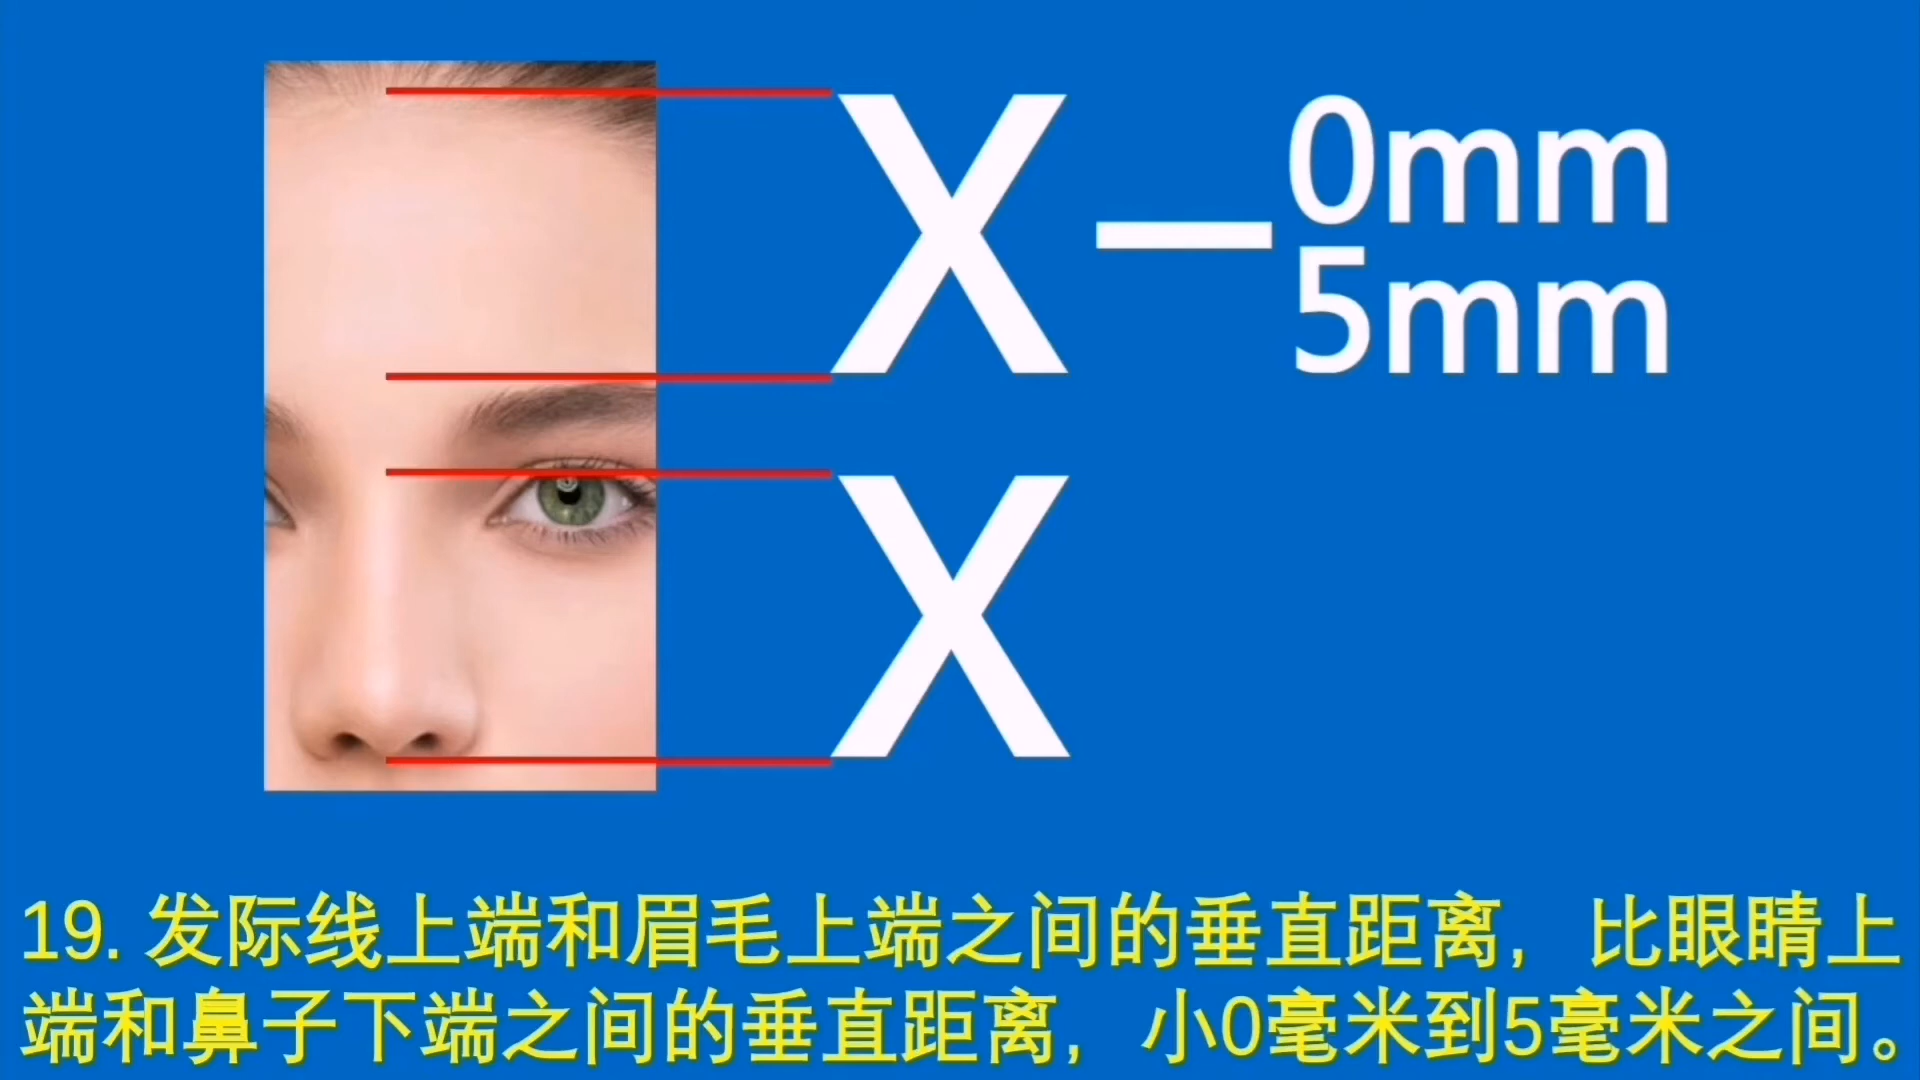 X — 0mm
5mm
X
19. 发际线上端和眉毛上端之间的垂直距离，比眼睛上
端和鼻子下端之间的垂直距离，小0毫米到5毫米之间。